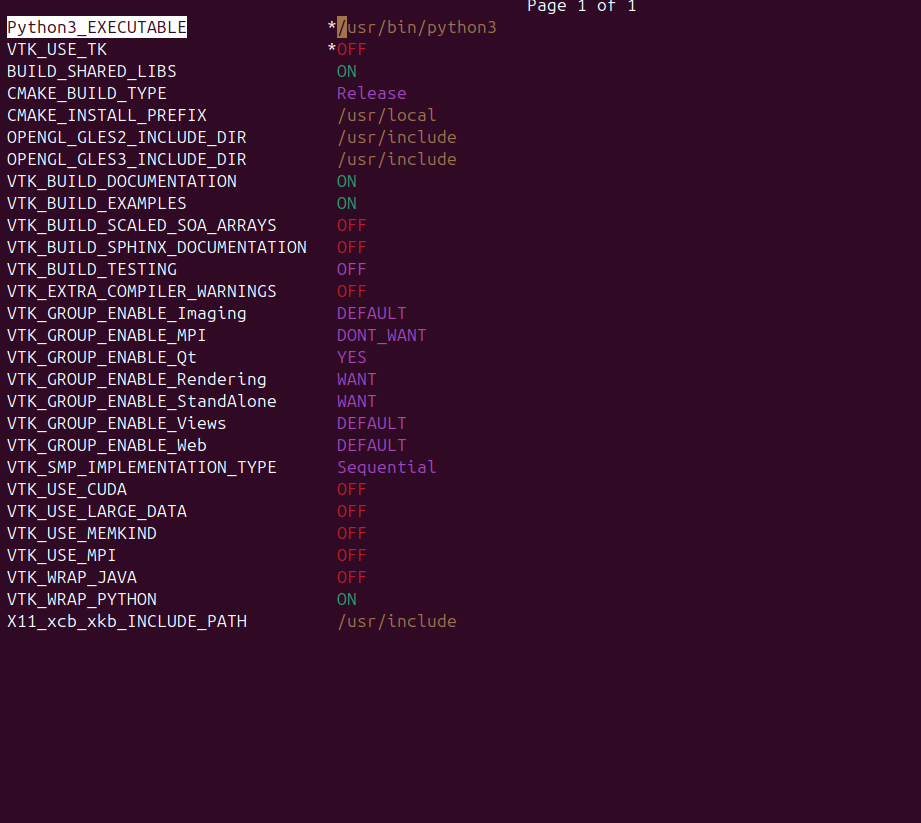 Page 1 of 1
Python3_EXECUTABLE *​/usr/bin/python3
VTK_USE_TK *OFF
BUILD_SHARED_LIBS ON
CMAKE_BUILD_TYPE Release
CMAKE_INSTALL_PREFIX /usr/local
OPENGL_GLES2_INCLUDE_DIR /usr/include
OPENGL_GLES3_INCLUDE_DIR /usr/include
VTK_BUILD_DOCUMENTATION ON
VTK_BUILD_EXAMPLES ON
VTK_BUILD_SCALED_SOA_ARRAYS OFF
VTK_BUILD_SPHINX_DOCUMENTATION OFF
VTK_BUILD_TESTING OFF
VTK_EXTRA_COMPILER_WARNINGS OFF
VTK_GROUP_ENABLE_Imaging DEFAULT
VTK_GROUP_ENABLE_MPI DONT_WANT
VTK_GROUP_ENABLE_Qt YES
VTK_GROUP_ENABLE_Rendering WANT
VTK_GROUP_ENABLE_StandAlone WANT
VTK_GROUP_ENABLE_Views DEFAULT
VTK_GROUP_ENABLE_Web DEFAULT
VTK_SMP_IMPLEMENTATION_TYPE Sequential
VTK_USE_CUDA OFF
VTK_USE_LARGE_DATA OFF
VTK_USE_MEMKIND OFF
VTK_USE_MPI OFF
VTK_WRAP_JAVA OFF
VTK_WRAP_PYTHON ON
X11_xcb_xkb_INCLUDE_PATH /usr/include